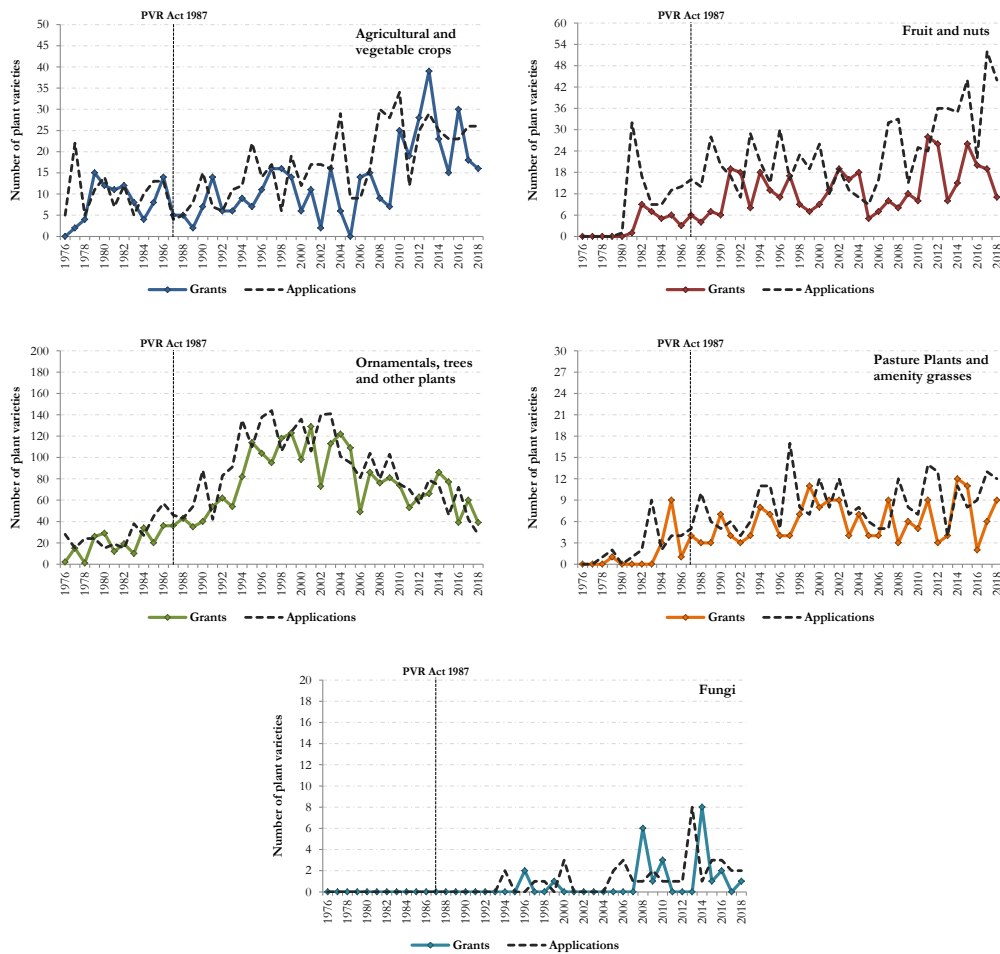 PVR Act 1987
Agricultural and
vegetable crops
Number of plant varieties
50
45
40
35
30
25
20
15
10
5
0
1976 1978 1980 1982 1984 1986 1988 1990 1992 1994 1996 1998 2000 2002 2004 2006 2008 2010 2012 2014 2016 2018
Grants Applications
PVR Act 1987
Fruit and nuts
Number of plant varieties
60
54
48
42
36
30
24
18
12
6
0
1976 1978 1980 1982 1984 1986 1988 1990 1992 1994 1996 1998 2000 2002 2004 2006 2008 2010 2012 2014 2016 2018
Grants Applications
PVR Act 1987
Ornamentals, trees
and other plants
Number of plant varieties
200
180
160
140
120
100
80
60
40
20
0
1976 1978 1980 1982 1984 1986 1988 1990 1992 1994 1996 1998 2000 2002 2004 2006 2008 2010 2012 2014 2016 2018
Grants Applications
PVR Act 1987
Pasture Plants and
amenity grasses
Number of plant varieties
30
27
24
21
18
15
12
9
6
3
0
1976 1978 1980 1982 1984 1986 1988 1990 1992 1994 1996 1998 2000 2002 2004 2006 2008 2010 2012 2014 2016 2018
Grants Applications
PVR Act 1987
Fungi
Number of plant varieties
20
18
16
14
12
10
8
6
4
2
0
1976 1978 1980 1982 1984 1986 1988 1990 1992 1994 1996 1998 2000 2002 2004 2006 2008 2010 2012 2014 2016 2018
Grants Applications